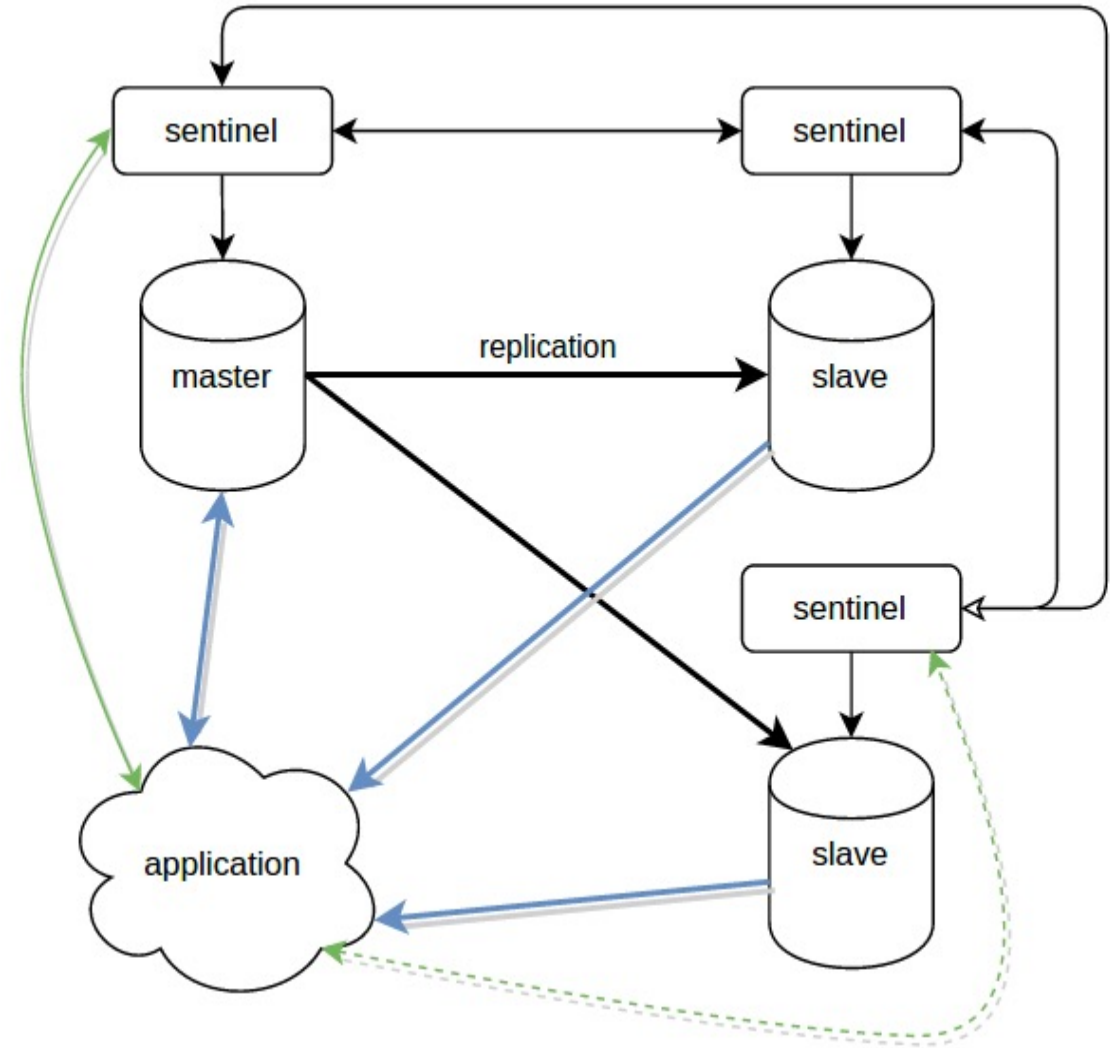 sentinel
sentinel
replication
master
slave
sentinel
application
slave